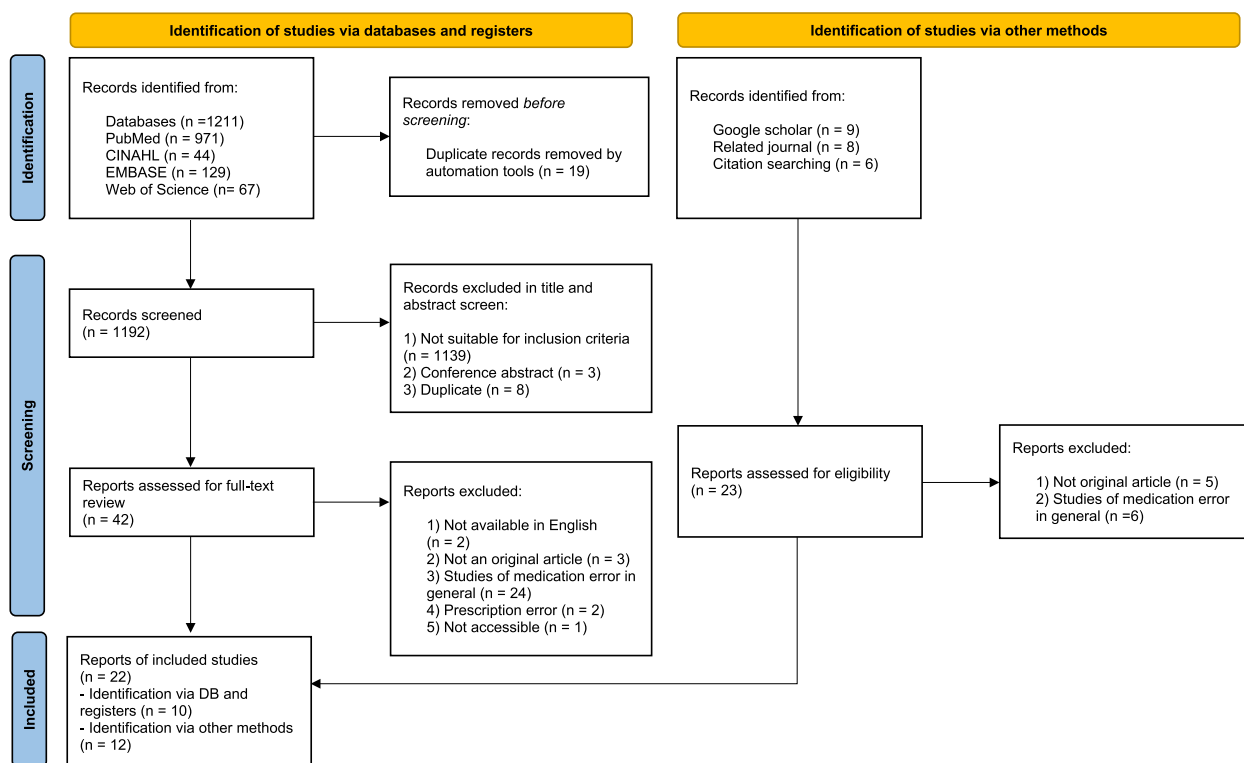 Identification of studies via databases and registers
Identification of studies via other methods
Identification
Records identified from:
Databases (n =1211)
PubMed (n = 971)
CINAHL (n = 44)
EMBASE (n = 129)
Web of Science (n= 67)
Records removed before
screening:
Duplicate records removed by
automation tools (n = 19)
Records identified from:
Google scholar (n = 9)
Related journal (n = 8)
Citation searching (n = 6)
Screening
Records screened
(n = 1192)
Records excluded in title and
abstract screen:
1) Not suitable for inclusion criteria
(n = 1139)
2) Conference abstract (n = 3)
3) Duplicate (n = 8)
Reports assessed for full-text
review
(n = 42)
Reports excluded:
1) Not available in English
(n = 2)
2) Not an original article (n = 3)
3) Studies of medication error in
general (n = 24)
4) Prescription error (n = 2)
5) Not accessible (n = 1)
Reports assessed for eligibility
(n = 23)
Reports excluded:
1) Not original article (n = 5)
2) Studies of medication error
in general (n =6)
Included
Reports of included studies
(n = 22)
- Identification via DB and
registers (n = 10)
- Identification via other methods
(n = 12)